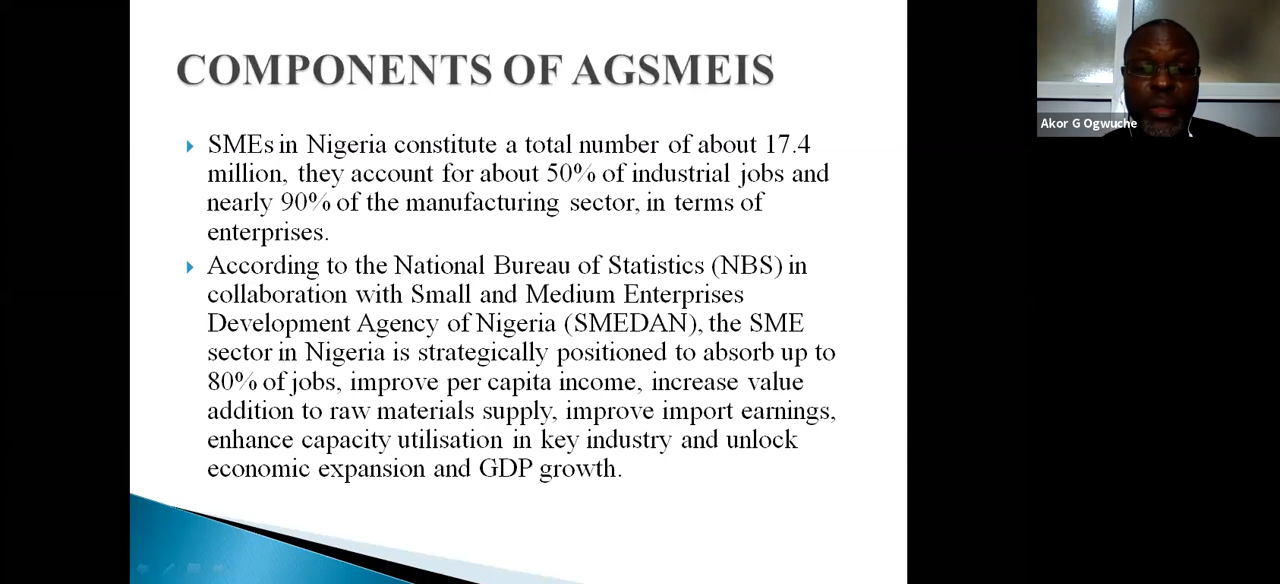 COMPONENTS OF AGSMEIS
SMEs in Nigeria constitute a total number of about 17.4
million, they account for about 50% of industrial jobs and
nearly 90% of the manufacturing sector, in terms of
enterprises.
According to the National Bureau of Statistics (NBS) in
collaboration with Small and Medium Enterprises
Development Agency of Nigeria (SMEDAN), the SME
sector in Nigeria is strategically positioned to absorb up to
80% of jobs, improve per capita income, increase value
addition to raw materials supply, improve import earnings,
enhance capacity utilisation in key industry and unlock
economic expansion and GDP growth.
Akor G Ogwuche